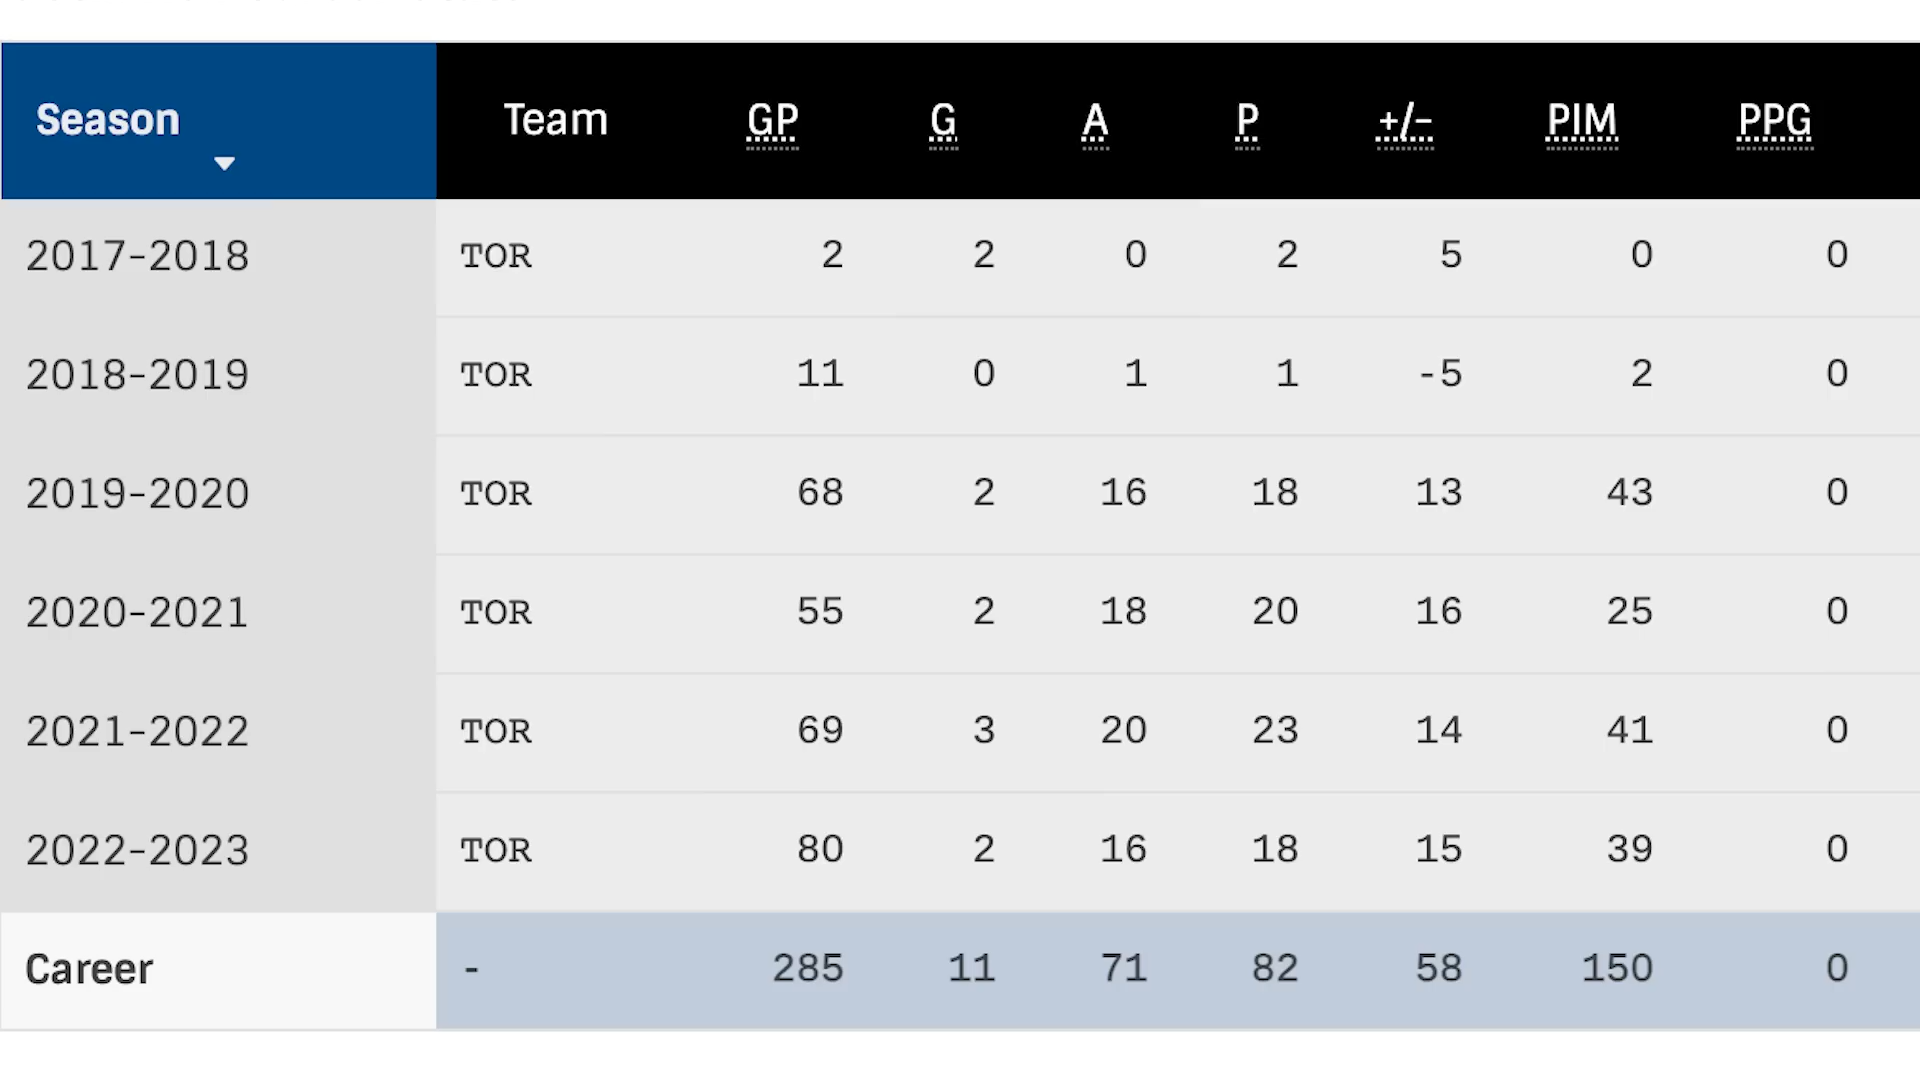 Season Team GP G A P +/- PIM PPG
2017-2018 TOR 2 2 0 2 5 0 0
2018-2019 TOR 11 0 1 1 -5 2 0
2019-2020 TOR 68 2 16 18 13 43 0
2020-2021 TOR 55 2 18 20 16 25 0
2021-2022 TOR 69 3 20 23 14 41 0
2022-2023 TOR 80 2 16 18 15 39 0
Career - 285 11 71 82 58 150 0